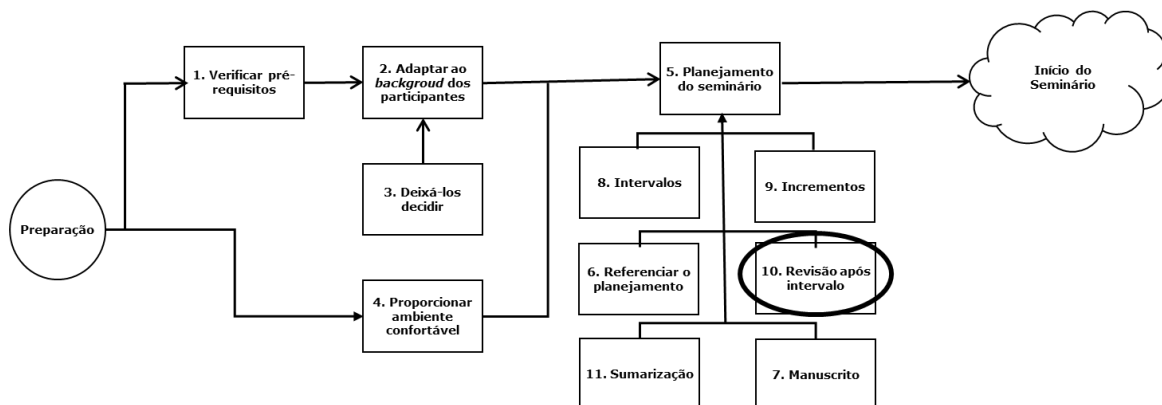 Preparação
1. Verificar pré-
requisitos
2. Adaptar ao
backgroud dos
participantes
3. Deixá-los
decidir
4. Proporcionar
ambiente
confortável
5. Planejamento
do seminário
Início do
Seminário
8. Intervalos
9. Incrementos
6. Referenciar o
planejamento
10. Revisão após
intervalo
11. Sumarização
7. Manuscrito